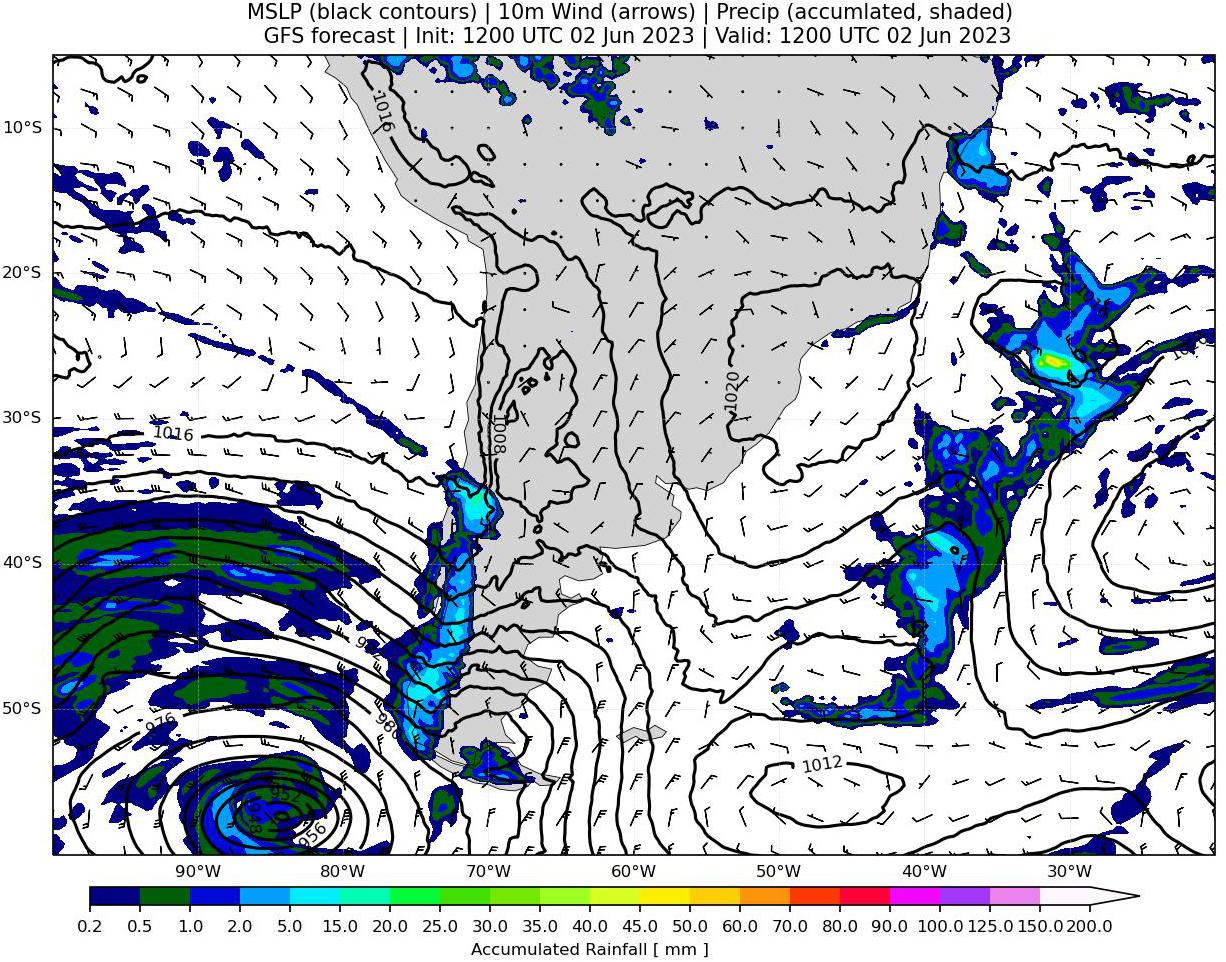 MSLP (black contours) | 10m Wind (arrows) | Precip (accumlated, shaded)
GFS forecast | Init: 1200 UTC 02 Jun 2023 | Valid: 1200 UTC 02 Jun 2023
1016
10°S
20°S
1020
30°S
1016
1008
40°S
50°S
976
1012
948
956
90°W 80°W 70°W 60°W 50°W 40°W 30°W
0.2 0.5 1.0 2.0 5.0 10.0 15.0 20.0 25.0 30.0 35.0 40.0 45.0 50.0 60.0 70.0 80.0 90.0 100.0 125.0 150.0 200.0
Accumulated Rainfall [ mm ]